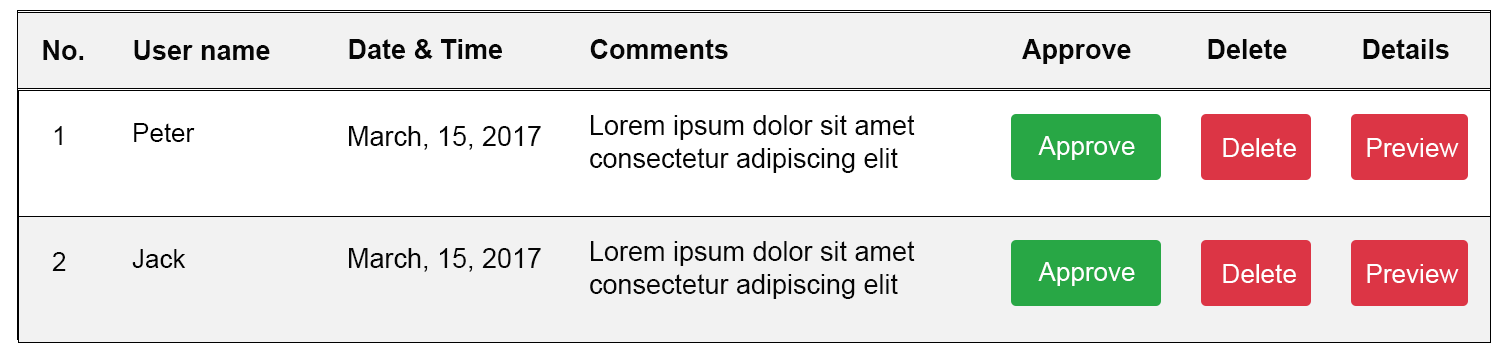 No. User name Date & Time Comments Approve Delete Details
1 Peter March, 15, 2017 Lorem ipsum dolor sit amet
consectetur adipiscing elit Approve Delete Preview
2 Jack March, 15, 2017 Lorem ipsum dolor sit amet
consectetur adipiscing elit Approve Delete Preview